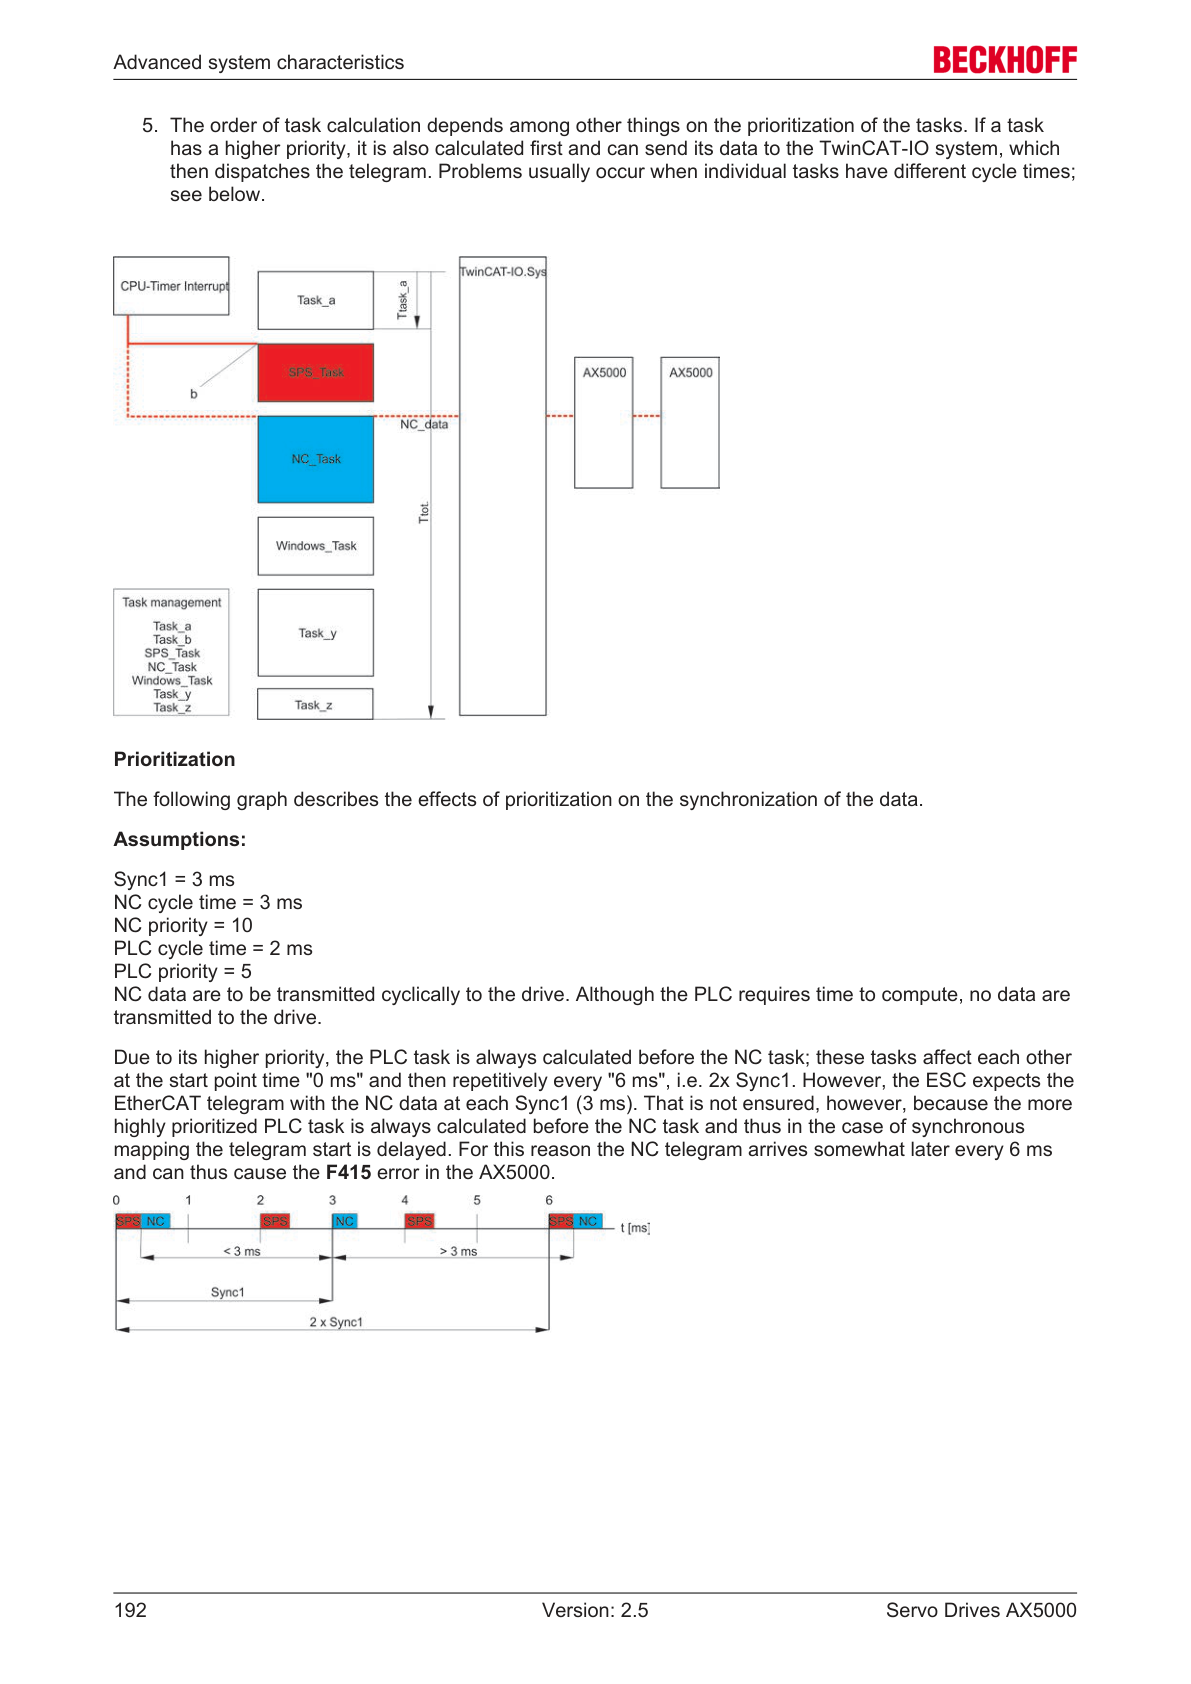 Advanced system characteristics
BECKHOFF
5. The order of task calculation depends among other things on the prioritization of the tasks. If a task
has a higher priority, it is also calculated first and can send its data to the TwinCAT-IO system, which
then dispatches the telegram. Problems usually occur when individual tasks have different cycle times;
see below.
CPU-Timer Interrupt
Task_a
Ttask_a
TwinCAT-IO.Sys
SPS_Task
b
AX5000
AX5000
NC_data
NC_Task
Ttot.
Windows_Task
Task management
Task_a
Task_b
SPS_Task
NC_Task
Windows_Task
Task_y
Task_z
Task_y
Task_z
Prioritization
The following graph describes the effects of prioritization on the synchronization of the data.
Assumptions:
Sync1 = 3 ms
NC cycle time = 3 ms
NC priority = 10
PLC cycle time = 2 ms
PLC priority = 5
NC data are to be transmitted cyclically to the drive. Although the PLC requires time to compute, no data are
transmitted to the drive.
Due to its higher priority, the PLC task is always calculated before the NC task; these tasks affect each other
at the start point time "0 ms" and then repetitively every "6 ms", i.e. 2x Sync1. However, the ESC expects the
EtherCAT telegram with the NC data at each Sync1 (3 ms). That is not ensured, however, because the more
highly prioritized PLC task is always calculated before the NC task and thus in the case of synchronous
mapping the telegram start is delayed. For this reason the NC telegram arrives somewhat later every 6 ms
and can thus cause the F415 error in the AX5000.
0 1 2 3 4 5 6
SPS NC SPS NC SPS SPS NC
t [ms]
< 3 ms > 3 ms
Sync1
2 x Sync1
192 Version: 2.5 Servo Drives AX5000